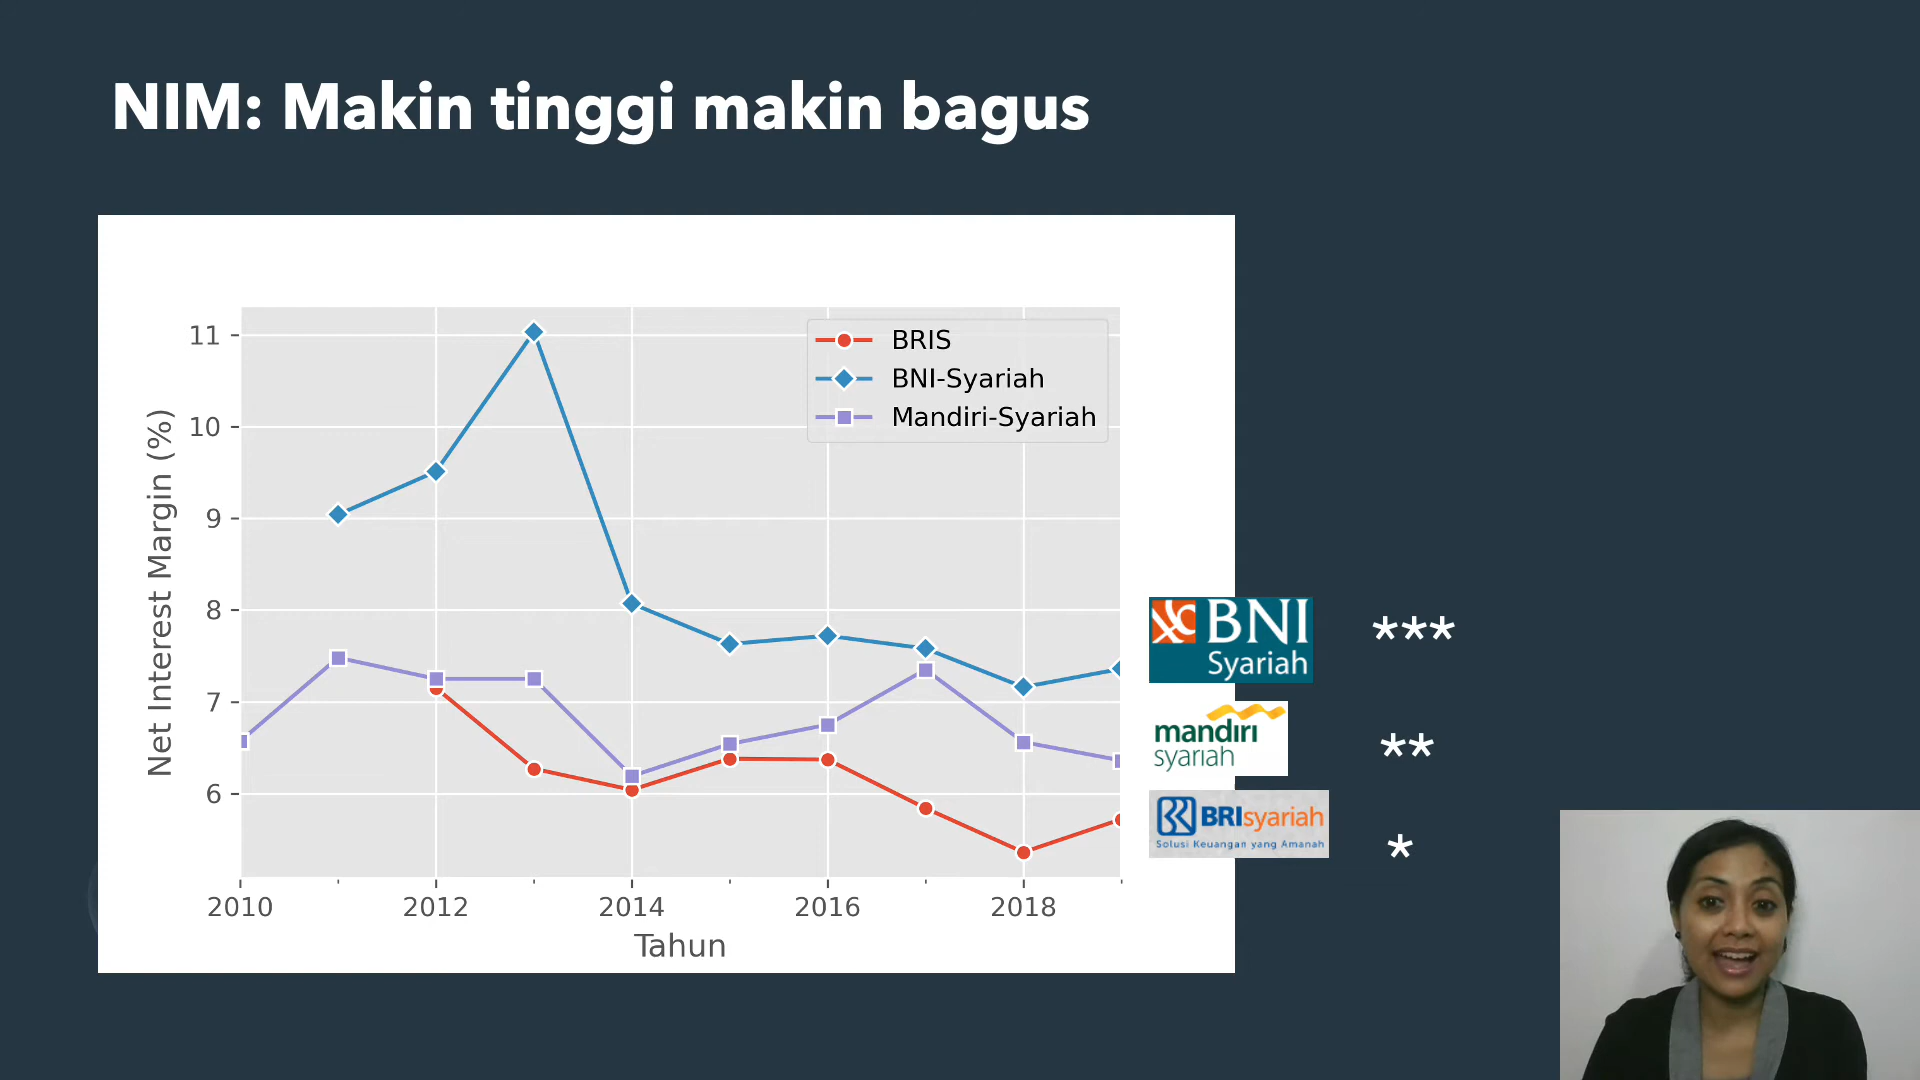 NIM: Makin tinggi makin bagus
BRIS
BNI-Syariah
Mandiri-Syariah
Net Interest Margin (%)
11
10
9
8
7
6
2010 2012 2014 2016 2018
Tahun
BNI
Syariah
***
mandiri
syariah
**
BRIsyariah
Solusi Keuangan yang Amanah
*